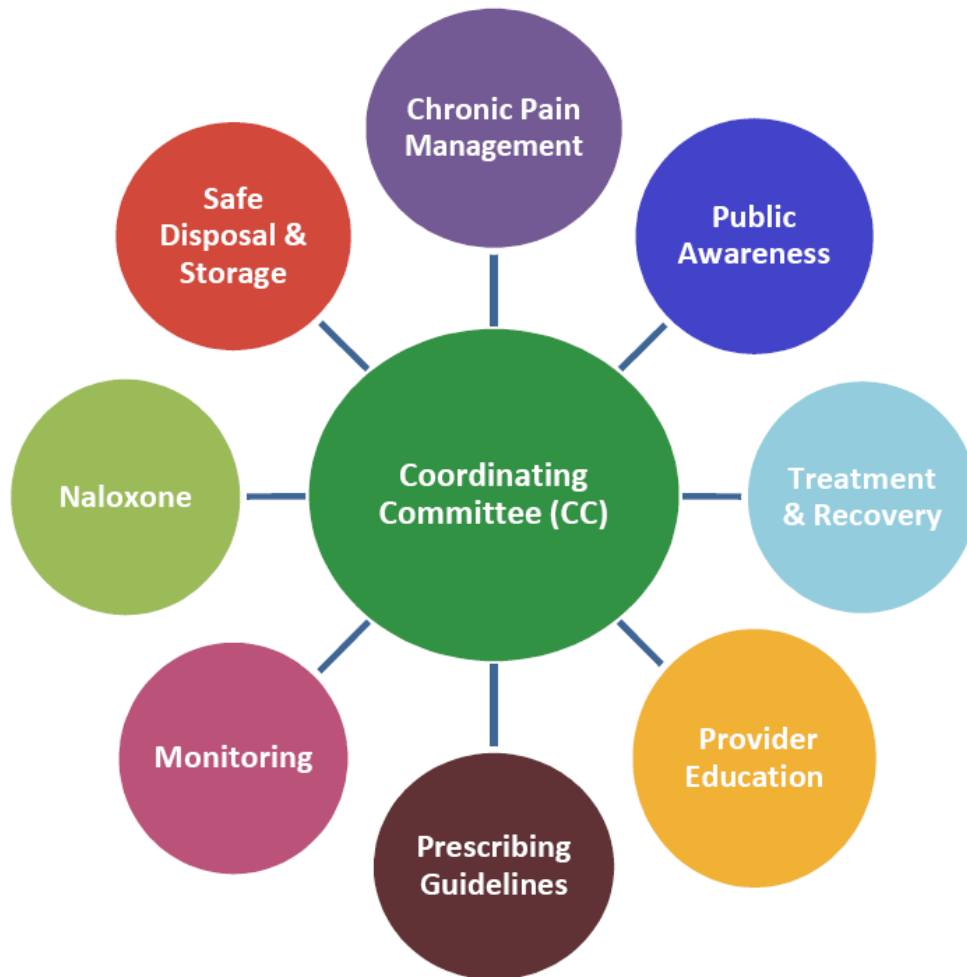 Chronic Pain
Management
Public
Awareness
Treatment
& Recovery
Provider
Education
Prescribing
Guidelines
Monitoring
Naloxone
Safe
Disposal &
Storage
Coordinating
Committee (CC)